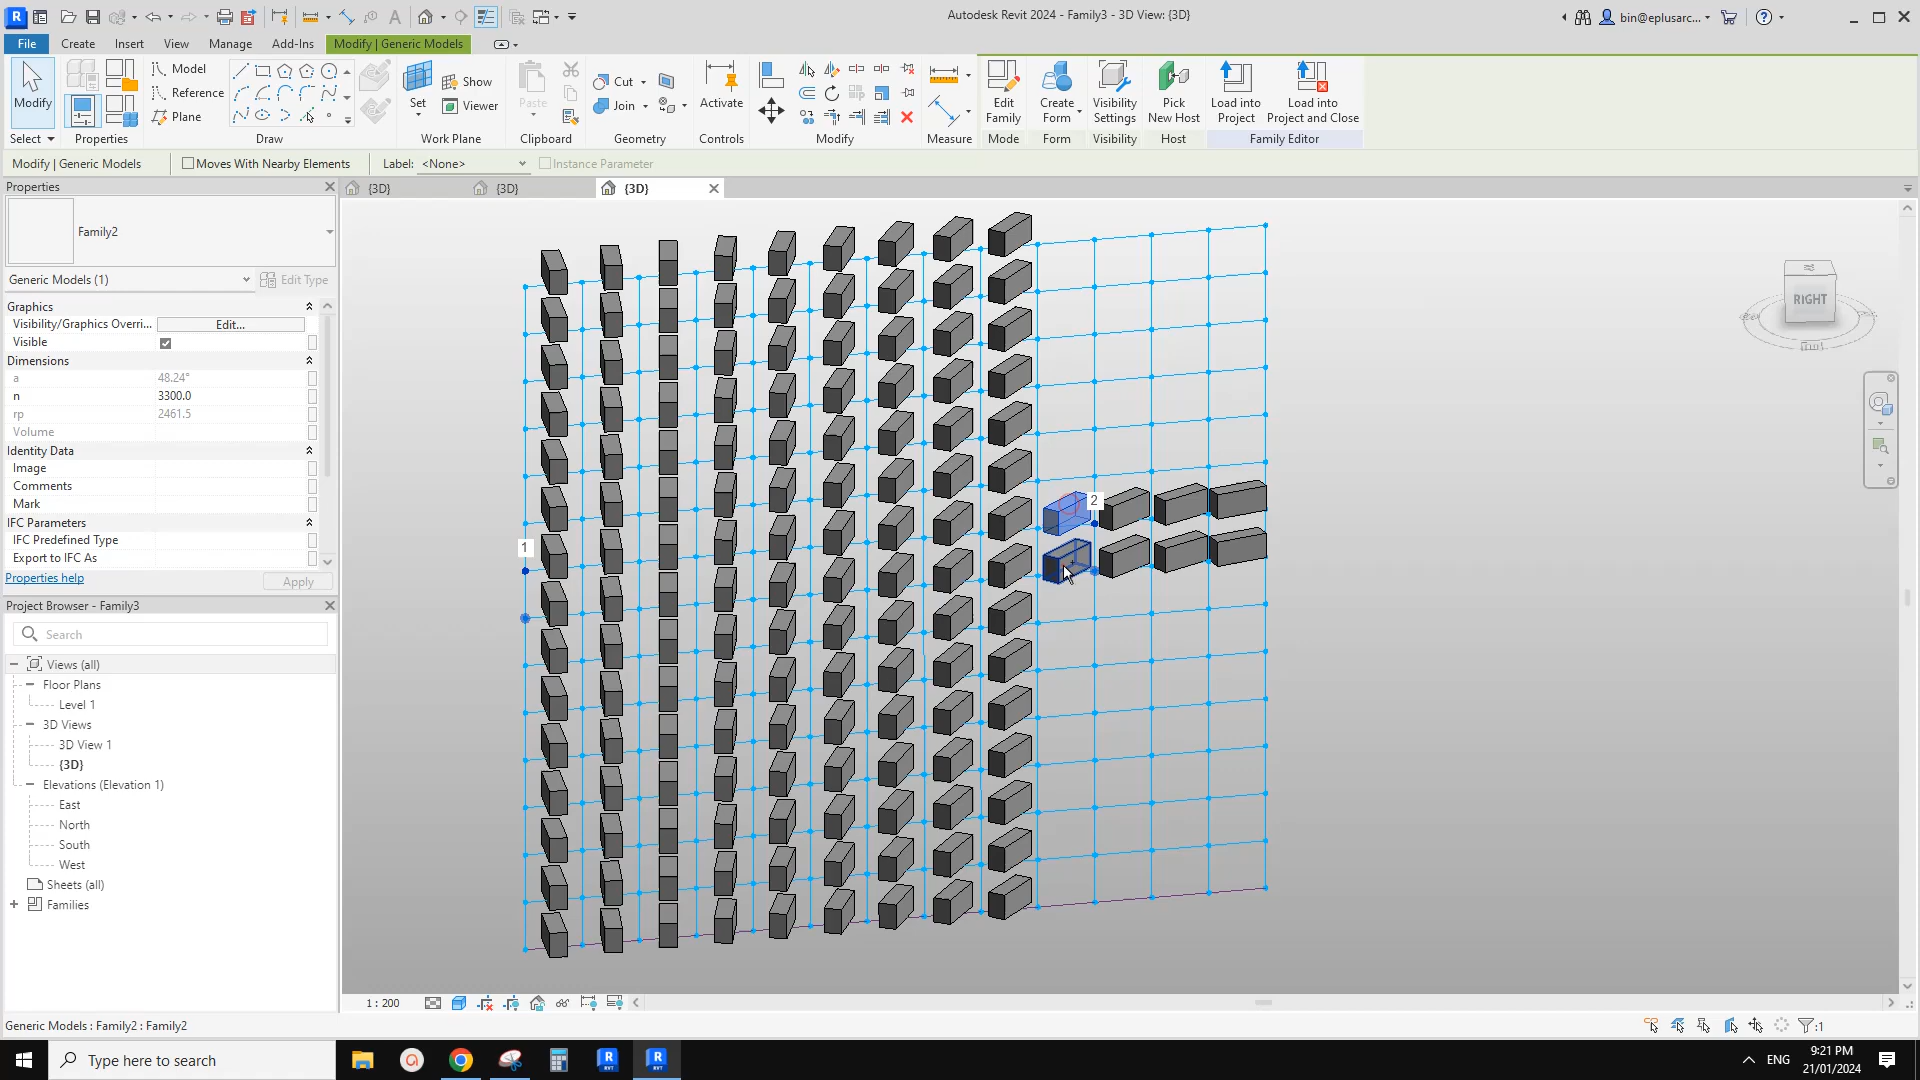 Autodesk Revit 2024 - Family3 - 3D View: {3D}
bin@eplusarc...
File Create Insert View Manage Add-Ins Modify | Generic Models
Modify
Model
Reference
Plane
Set
Show
Viewer
Paste
Cut
Join
Activate
Edit Family
Create Form
Visibility Settings
Pick New Host
Load into Project
Load into Project and Close
Select Properties Draw Work Plane Clipboard Geometry Controls Modify Measure Mode Form Visibility Host Family Editor
Modify | Generic Models Moves With Nearby Elements Label: <None> Instance Parameter
Properties
{3D} {3D} {3D}
Family2
Generic Models (1) Edit Type
Graphics
Visibility/Graphics Overri... Edit...
Visible
Dimensions
a 48.24°
n 3300.0
rp 2461.5
Volume
Identity Data
Image
Comments
Mark
IFC Parameters
IFC Predefined Type
Export to IFC As
Properties help Apply
Project Browser - Family3
Search
Views (all)
Floor Plans
Level 1
3D Views
3D View 1
{3D}
Elevations (Elevation 1)
East
North
South
West
Sheets (all)
Families
1
2
RIGHT
1 : 200
Generic Models : Family2 : Family2
:1
Type here to search
ENG
9:21 PM
21/01/2024